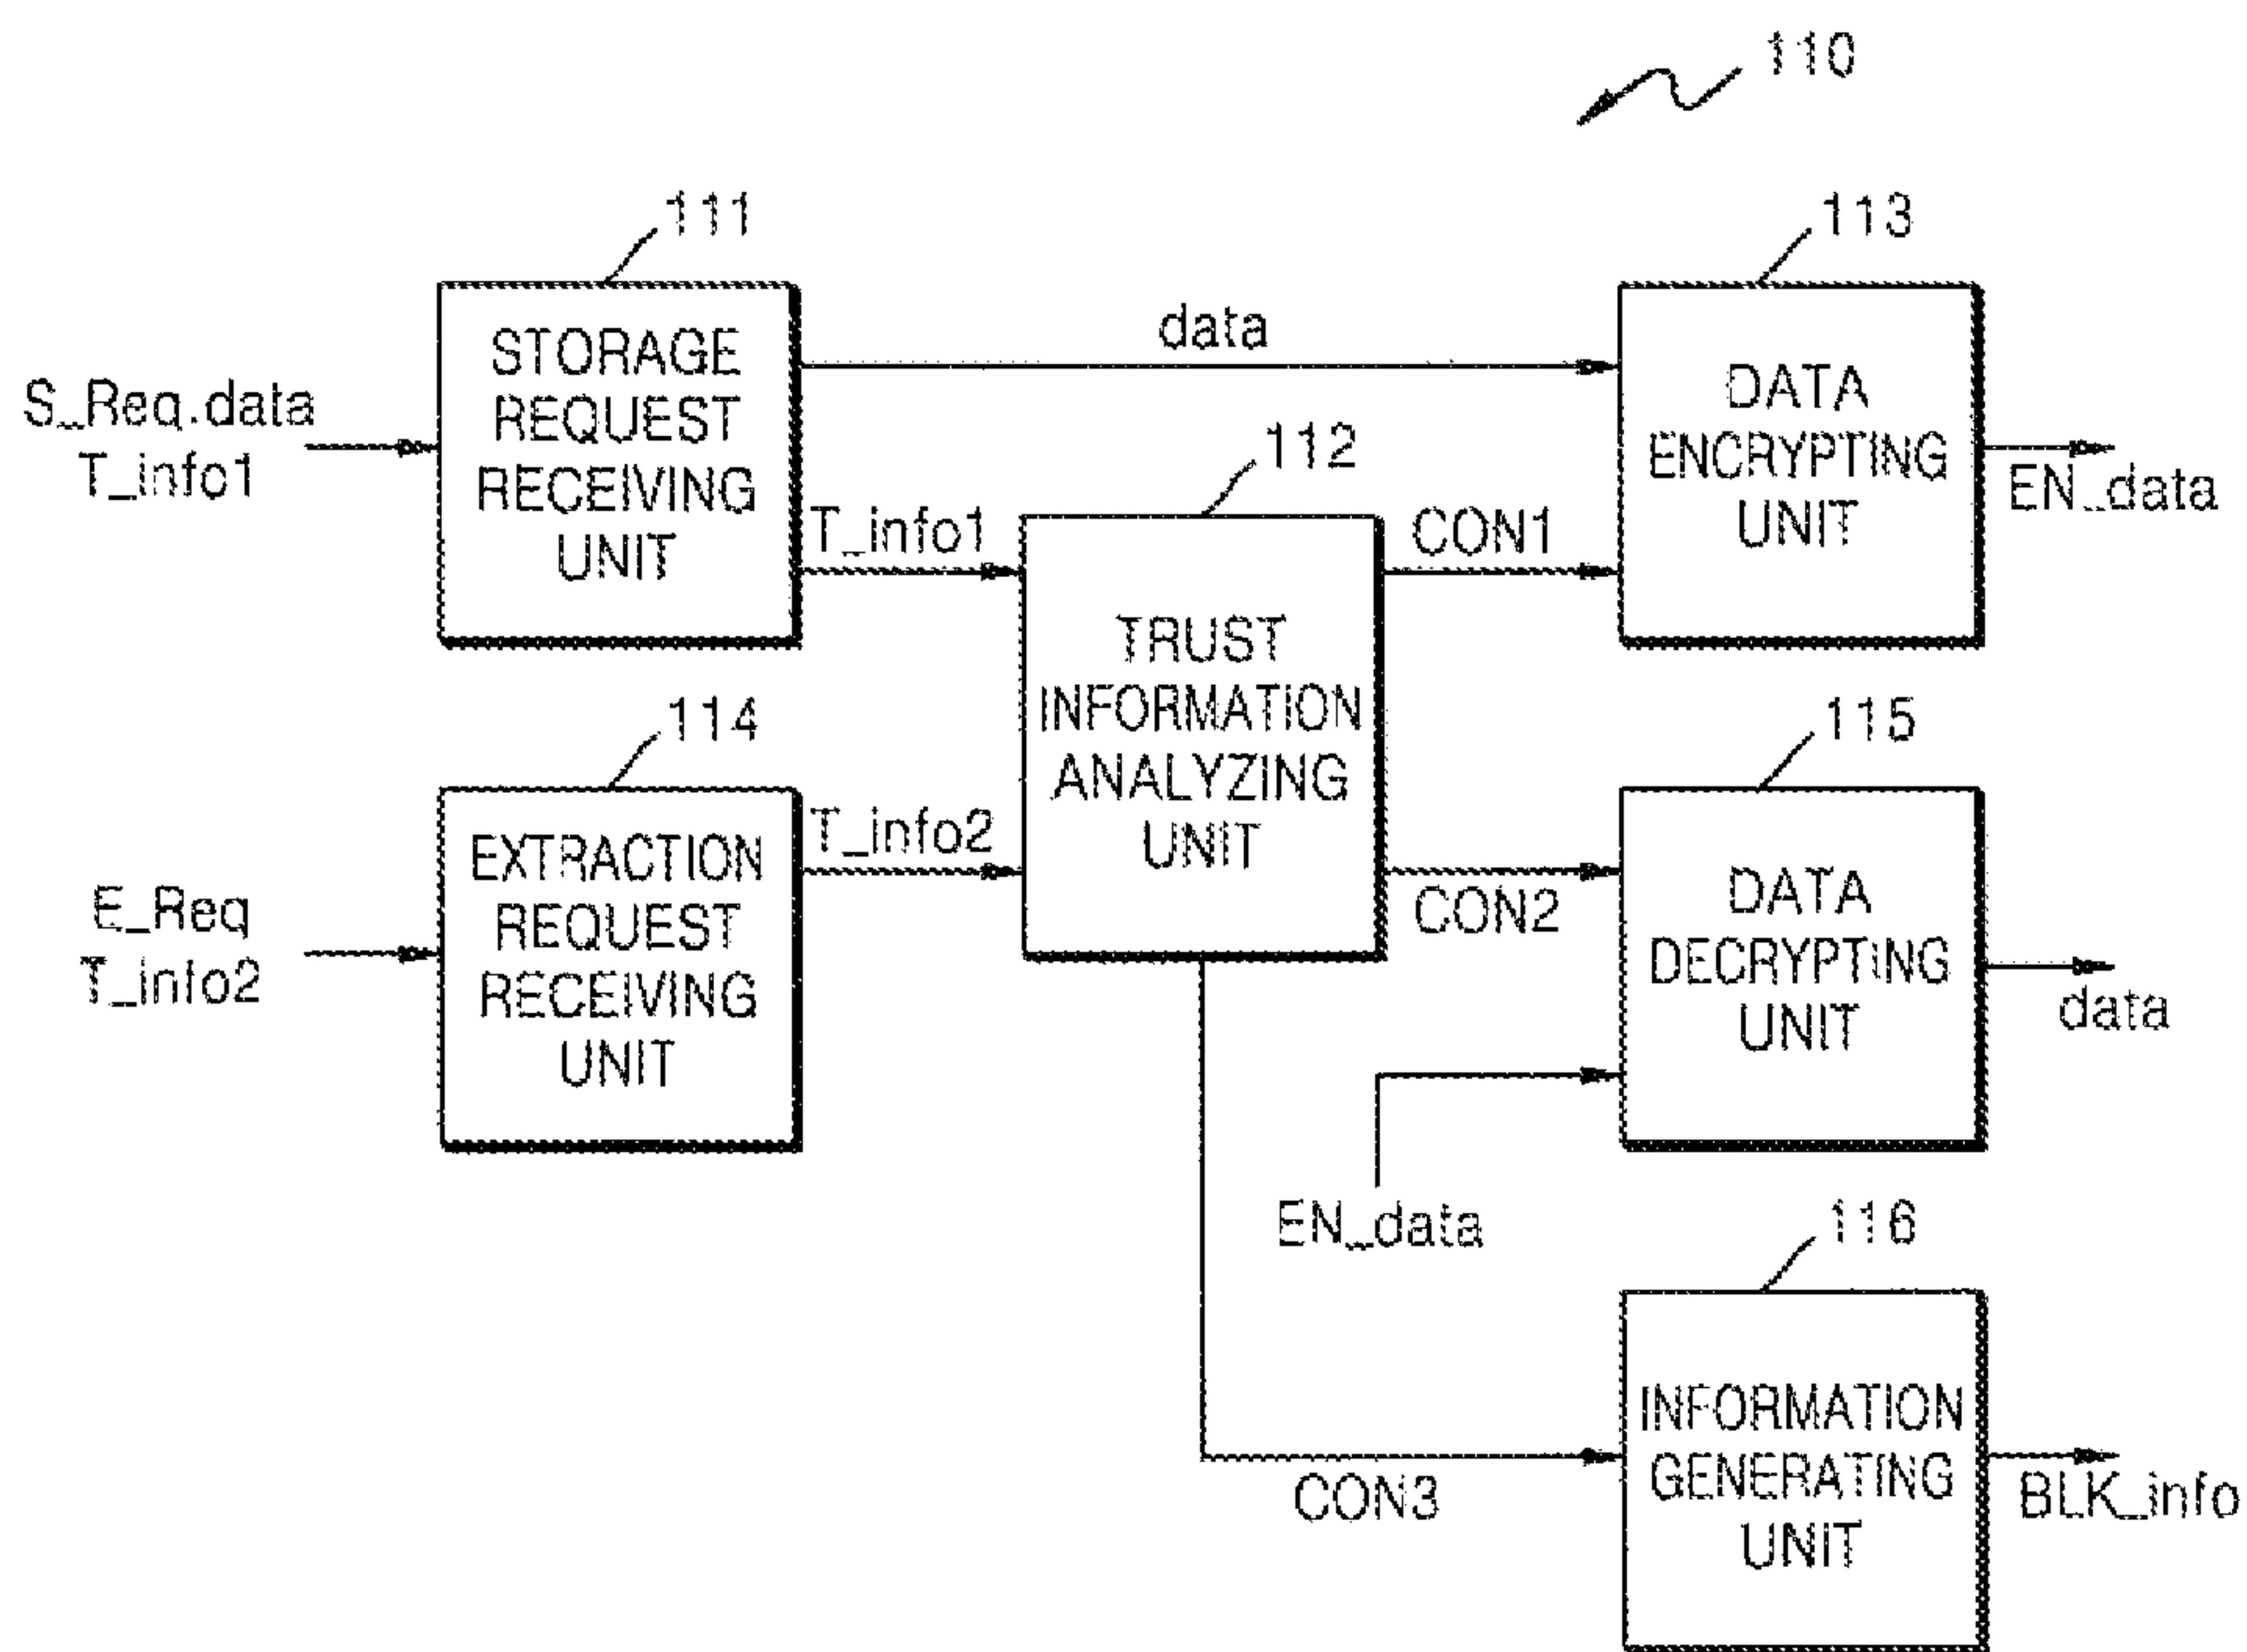 110
111
113
STORAGE
REQUEST
RECEIVING
UNIT
data
DATA
ENCRYPTING
UNIT
S_Req.data
T_info1
EN_data
112
T_info1
CON1
TRUST
INFORMATION
ANALYZING
UNIT
114
115
EXTRACTION
REQUEST
RECEIVING
UNIT
T_info2
CON2
DATA
DECRYPTING
UNIT
E_Req
T_info2
data
EN_data
116
INFORMATION
GENERATING
UNIT
CON3
BLK_info